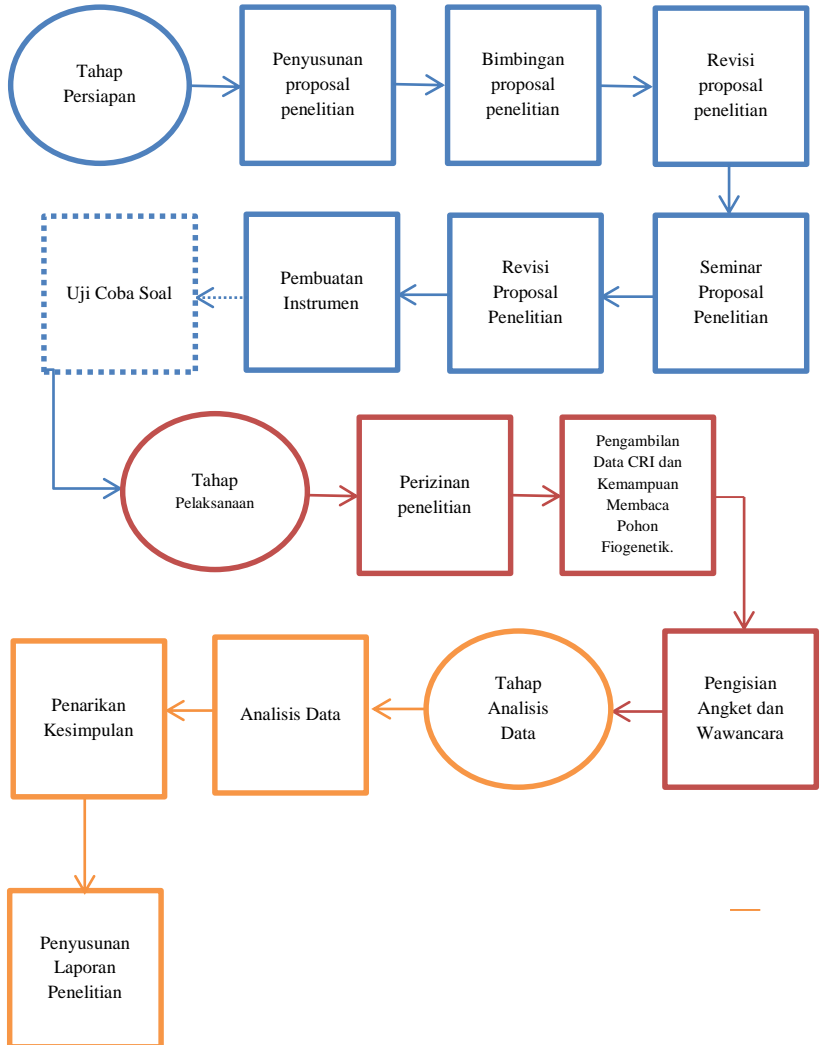 Tahap
Persiapan
Penyusunan
proposal
penelitian
Bimbingan
proposal
penelitian
Revisi
proposal
penelitian
Seminar
Proposal
Penelitian
Revisi
Proposal
Penelitian
Pembuatan
Instrumen
Uji Coba Soal
Tahap
Pelaksanaan
Perizinan
penelitian
Pengambilan
Data CRI dan
Kemampuan
Membaca
Pohon
Fiogenetik.
Pengisian
Angket dan
Wawancara
Tahap
Analisis
Data
Analisis Data
Penarikan
Kesimpulan
Penyusunan
Laporan
Penelitian